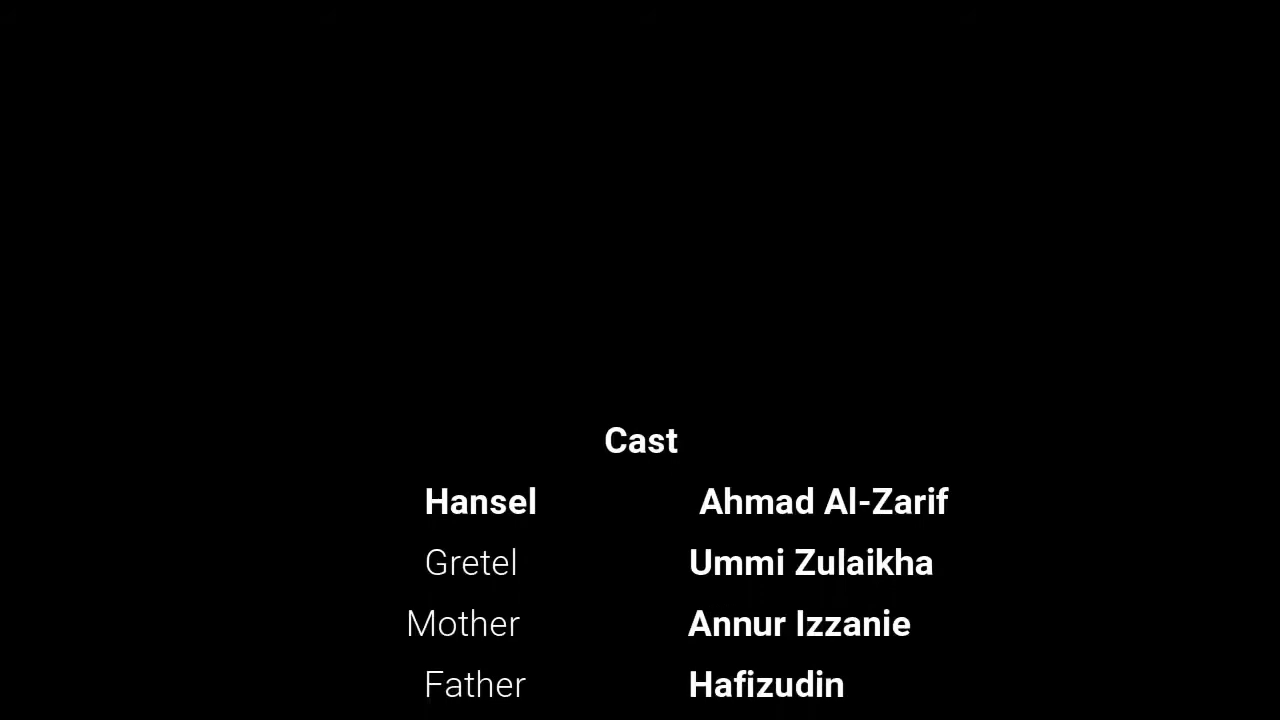 Cast
Hansel Ahmad Al-Zarif
Gretel Ummi Zulaikha
Mother Annur Izzanie
Father Hafizudin